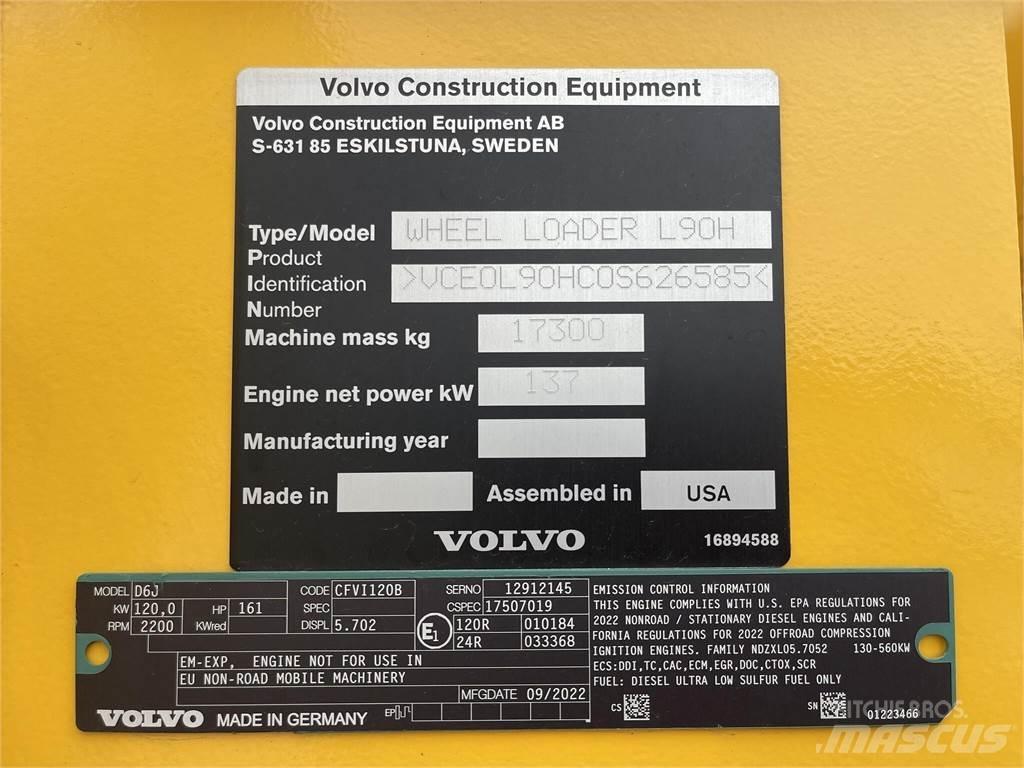 Volvo Construction Equipment
Volvo Construction Equipment AB
S-631 85 ESKILSTUNA, SWEDEN
Type/Model WHEEL LOADER L90H
Product
Identification >VCE0L90HC0S626585<
Number
Machine mass kg 17300
Engine net power kW 137
Manufacturing year
Made in Assembled in USA
VOLVO 16894588
MODEL D6J CODE CFVI120B SERNO 12912145
KW 120,0 HP 161 SPEC CSPEC 17507019
RPM 2200 KWred DISPL 5.702 E1 120R 010184
24R 033368
EM-EXP, ENGINE NOT FOR USE IN
EU NON-ROAD MOBILE MACHINERY
MFGDATE 09/2022
VOLVO MADE IN GERMANY EP
EMISSION CONTROL INFORMATION
THIS ENGINE COMPLIES WITH U.S. EPA REGULATIONS FOR
2022 NONROAD / STATIONARY DIESEL ENGINES AND CALI-
FORNIA REGULATIONS FOR 2022 OFFROAD COMPRESSION
IGNITION ENGINES. FAMILY NDZXL05.7052 130-560KW
ECS:DDI,TC,CAC,ECM,EGR,DOC,CTOX,SCR
FUEL: DIESEL ULTRA LOW SULFUR FUEL ONLY
CS SN 01223466
RITCHIE BROS.
MASCUS